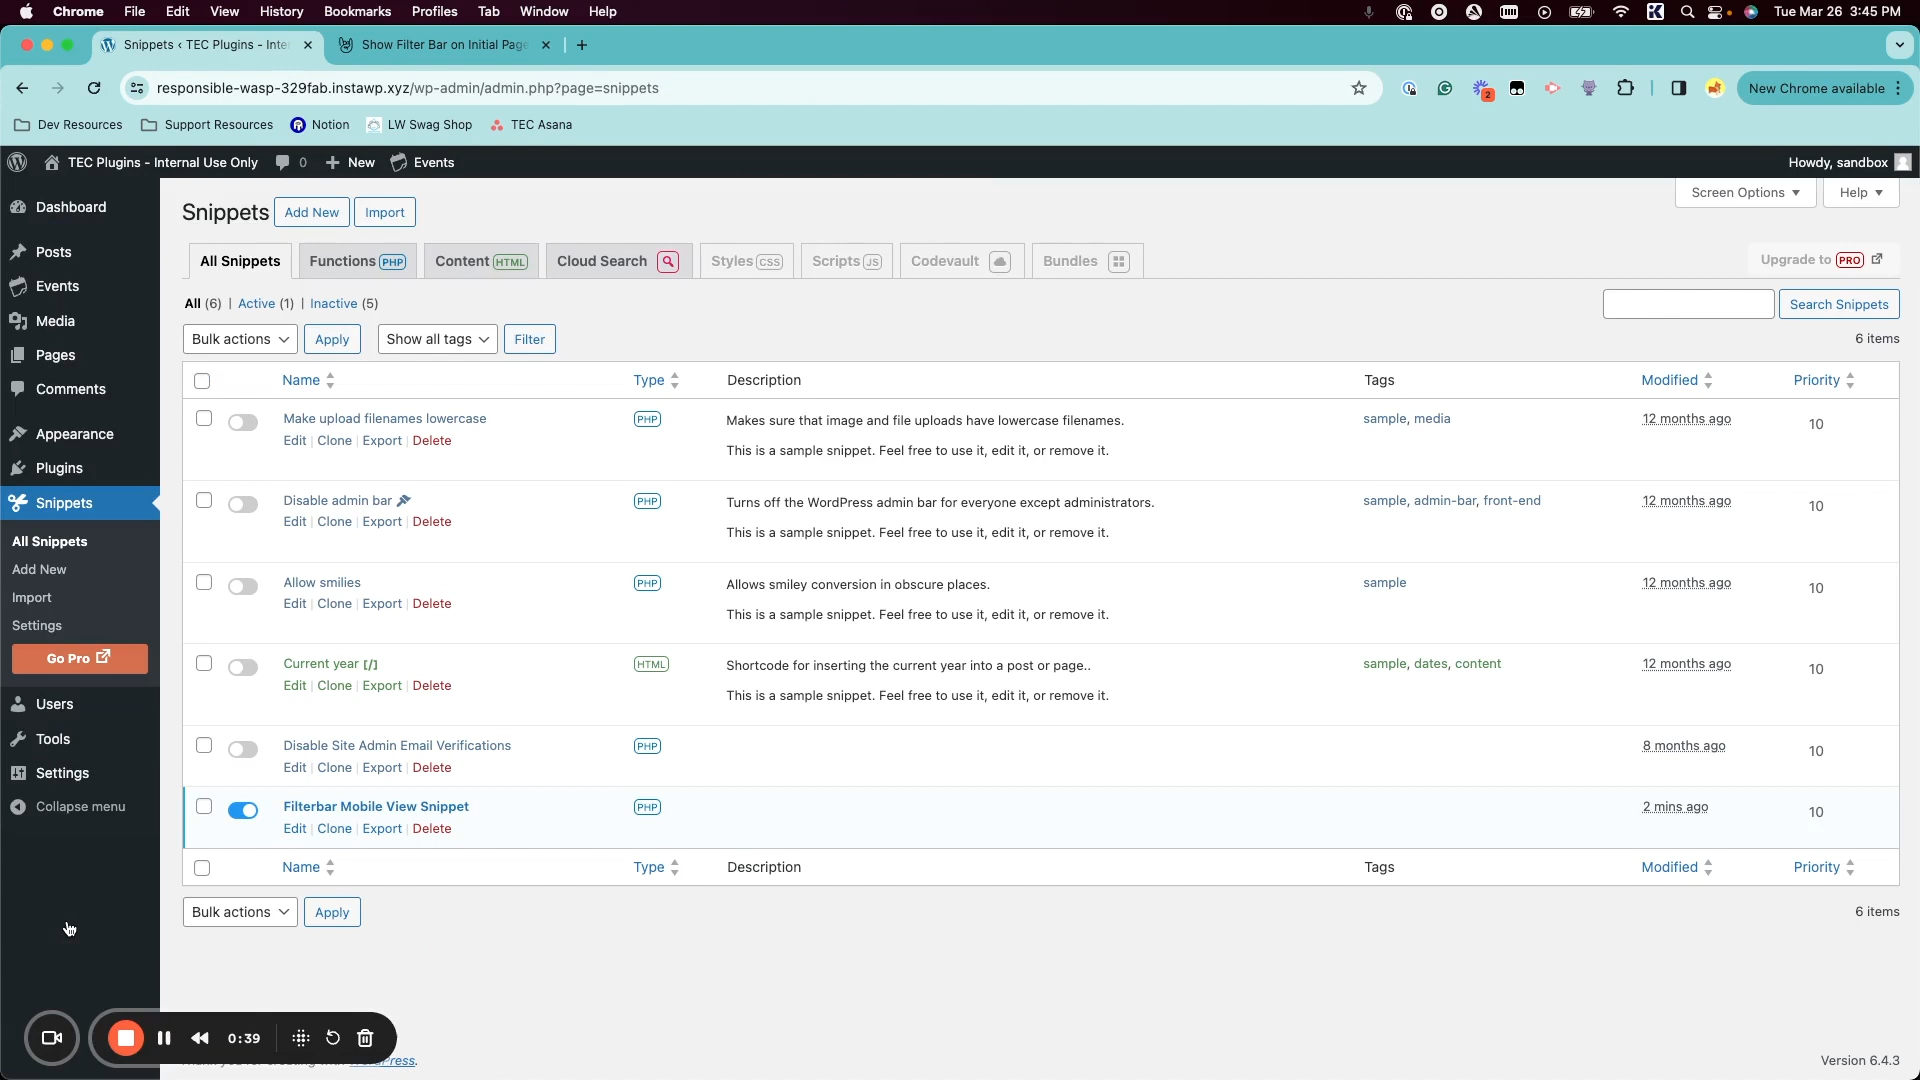 Chrome File Edit View History Bookmarks Profiles Tab Window Help Tue Mar 26 3:45 PM
Snippets ‹ TEC Plugins - Inte Show Filter Bar on Initial Page
responsible-wasp-329fab.instawp.xyz/wp-admin/admin.php?page=snippets 2 New Chrome available
Dev Resources Support Resources Notion LW Swag Shop TEC Asana
TEC Plugins - Internal Use Only 0 New Events Howdy, sandbox
Screen Options Help
Dashboard
Posts
Events
Media
Pages
Comments
Appearance
Plugins
Snippets
All Snippets
Add New
Import
Settings
Go Pro
Users
Tools
Settings
Collapse menu
Snippets Add New Import
All Snippets Functions PHP Content HTML Cloud Search Styles CSS Scripts JS Codevault Bundles Upgrade to PRO
All (6) | Active (1) | Inactive (5) Search Snippets
Bulk actions Apply Show all tags Filter 6 items
Name Type Description Tags Modified Priority
Make upload filenames lowercase PHP Makes sure that image and file uploads have lowercase filenames. sample, media 12 months ago 10
Edit | Clone | Export | Delete This is a sample snippet. Feel free to use it, edit it, or remove it.
Disable admin bar PHP Turns off the WordPress admin bar for everyone except administrators. sample, admin-bar, front-end 12 months ago 10
Edit | Clone | Export | Delete This is a sample snippet. Feel free to use it, edit it, or remove it.
Allow smilies PHP Allows smiley conversion in obscure places. sample 12 months ago 10
Edit | Clone | Export | Delete This is a sample snippet. Feel free to use it, edit it, or remove it.
Current year [/] HTML Shortcode for inserting the current year into a post or page.. sample, dates, content 12 months ago 10
Edit | Clone | Export | Delete This is a sample snippet. Feel free to use it, edit it, or remove it.
Disable Site Admin Email Verifications PHP 8 months ago 10
Edit | Clone | Export | Delete
Filterbar Mobile View Snippet PHP 2 mins ago 10
Edit | Clone | Export | Delete
Name Type Description Tags Modified Priority
Bulk actions Apply 6 items
0:39
Version 6.4.3